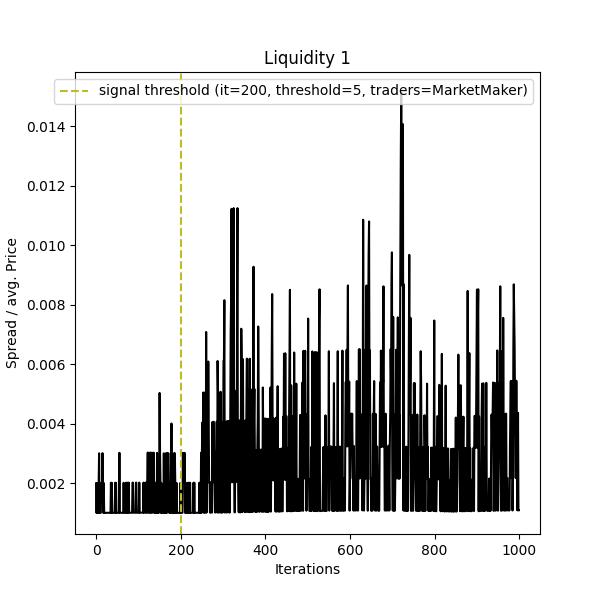 Liquidity 1
signal threshold (it=200, threshold=5, traders=MarketMaker)
0.014
0.012
0.010
0.008
0.006
0.004
0.002
Spread / avg. Price
0 200 400 600 800 1000
Iterations